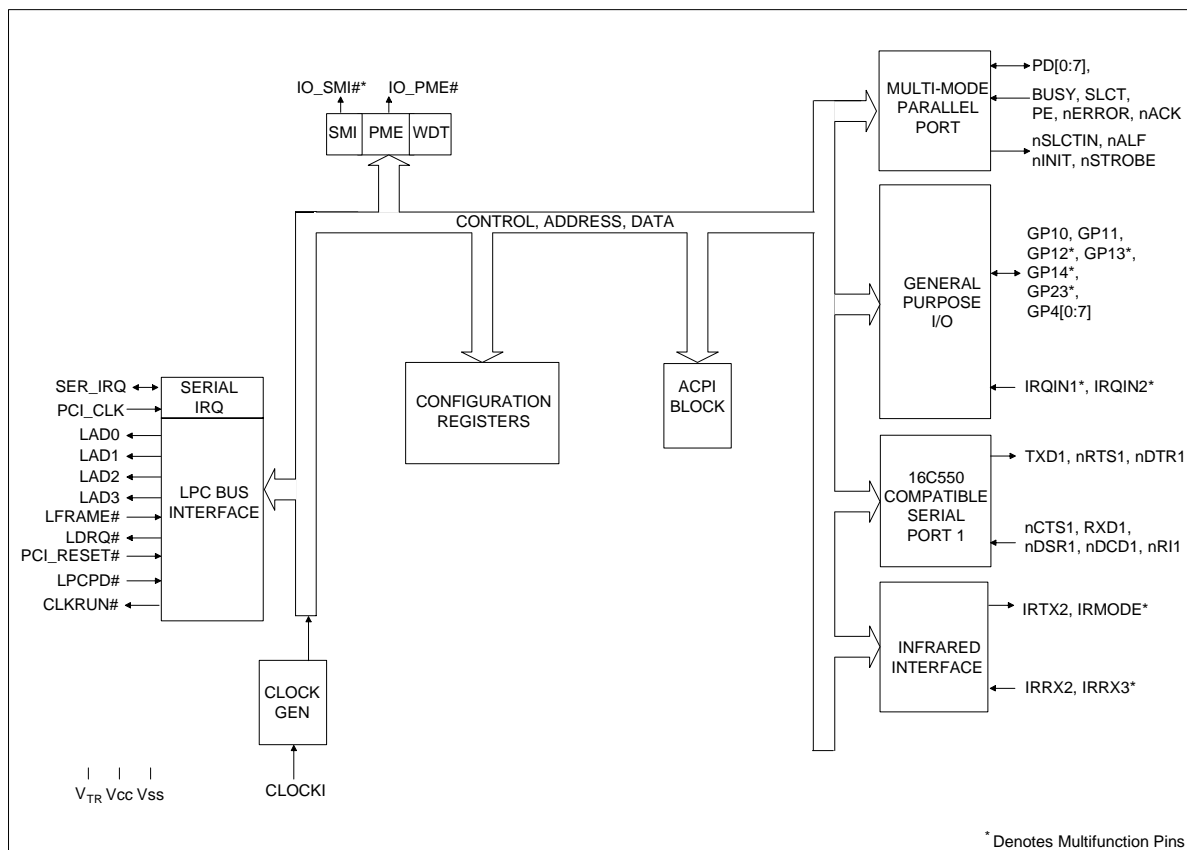 IO_SMI#*
IO_PME#
SMI
PME
WDT
CONTROL, ADDRESS, DATA
MULTI-MODE
PARALLEL
PORT
PD[0:7],
BUSY, SLCT,
PE, nERROR, nACK
nSLCTIN, nALF
nINIT, nSTROBE
GENERAL
PURPOSE
I/O
GP10, GP11,
GP12*, GP13*,
GP14*,
GP23*,
GP4[0:7]
IRQIN1*, IRQIN2*
CONFIGURATION
REGISTERS
ACPI
BLOCK
SER_IRQ
PCI_CLK
SERIAL
IRQ
LAD0
LAD1
LAD2
LAD3
LFRAME#
LDRQ#
PCI_RESET#
LPCPD#
CLKRUN#
LPC BUS
INTERFACE
16C550
COMPATIBLE
SERIAL
PORT 1
TXD1, nRTS1, nDTR1
nCTS1, RXD1,
nDSR1, nDCD1, nRI1
INFRARED
INTERFACE
IRTX2, IRMODE*
IRRX2, IRRX3*
CLOCK
GEN
CLOCKI
VTR Vcc Vss
* Denotes Multifunction Pins